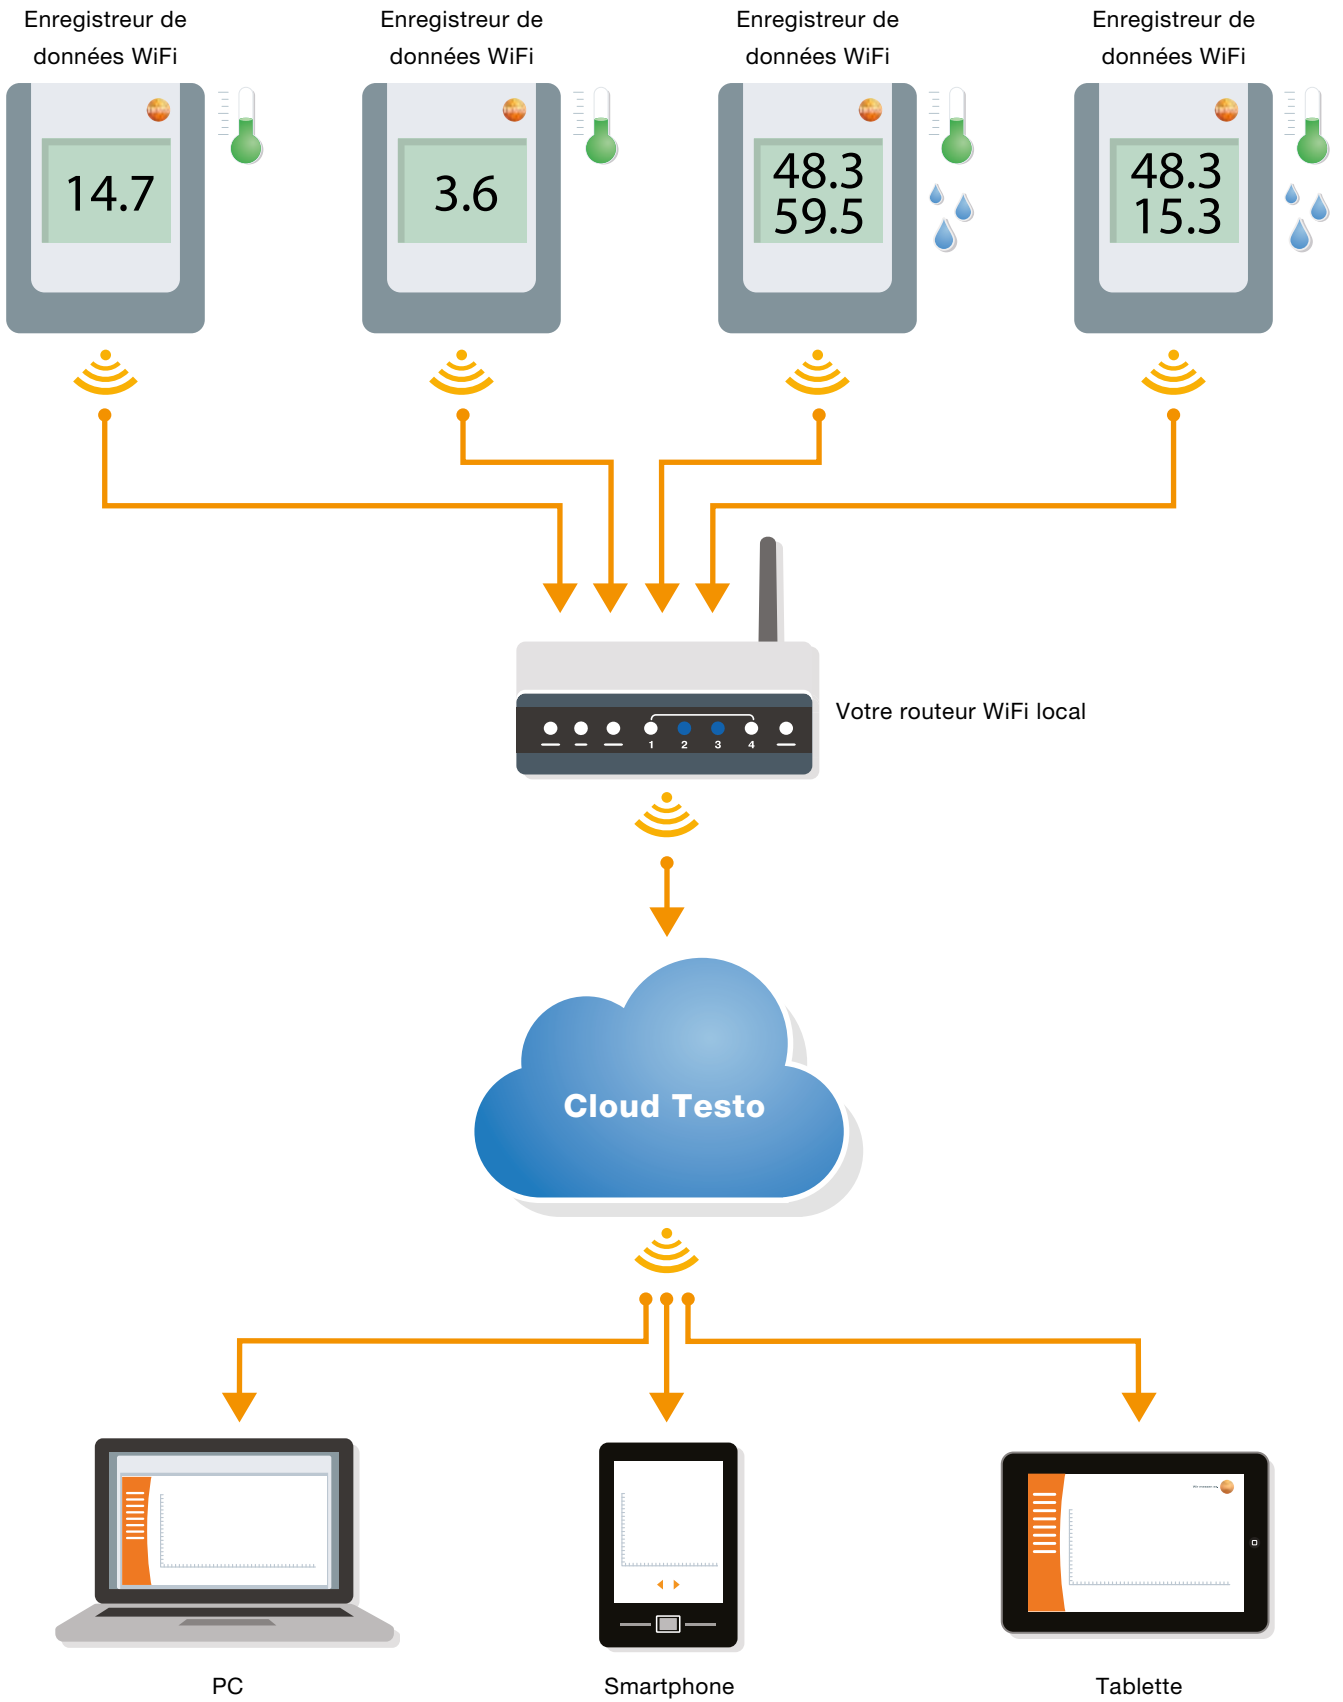 Enregistreur de
données WiFi
Enregistreur de
données WiFi
Enregistreur de
données WiFi
Enregistreur de
données WiFi
14.7
3.6
48.3
59.5
48.3
15.3
Votre routeur WiFi local
1 2 3 4
Cloud Testo
PC
Smartphone
Tablette